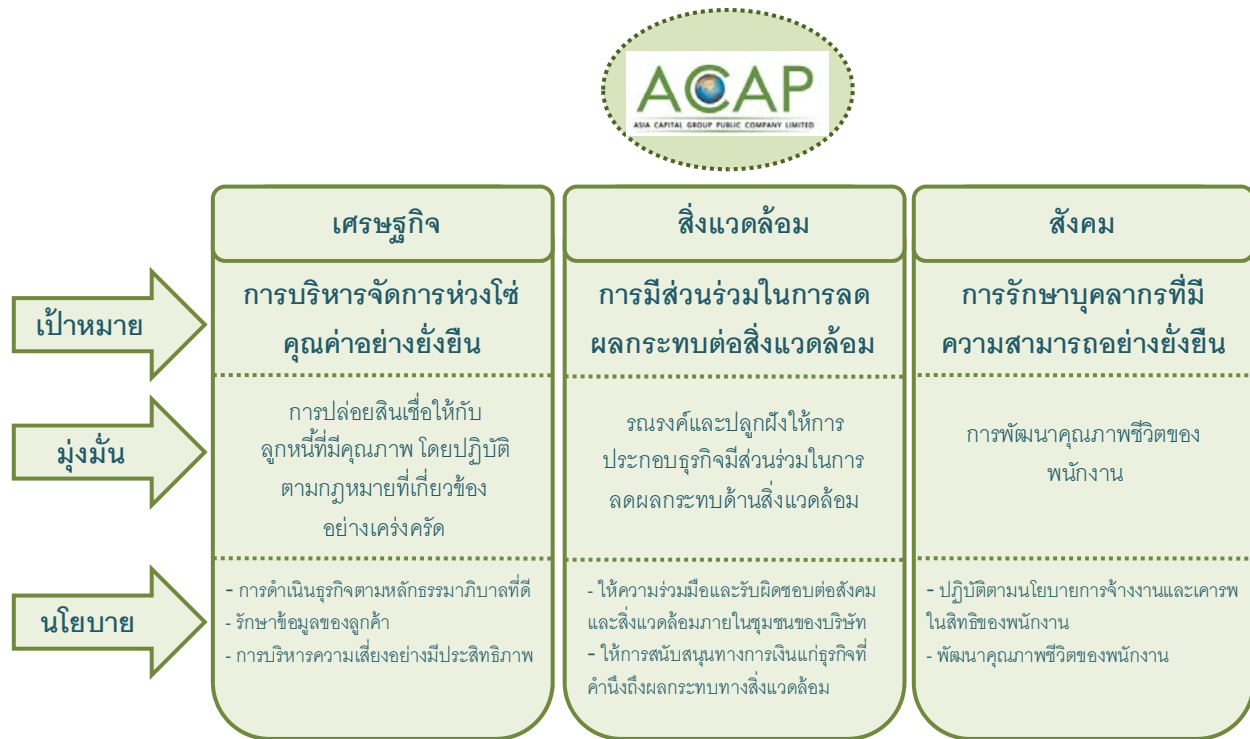 ACAP
ASIA CAPITAL GROUP PUBLIC COMPANY LIMITED
เศรษฐกิจ
สิ่งแวดล้อม
สังคม
เป้าหมาย
การบริหารจัดการห่วงโซ่
คุณค่าอย่างยั่งยืน
การมีส่วนร่วมในการลด
ผลกระทบต่อสิ่งแวดล้อม
การรักษาบุคลากรที่มี
ความสามารถอย่างยั่งยืน
มุ่งมั่น
การปล่อยสินเชื่อให้กับ
ลูกหนี้ที่มีคุณภาพ โดยปฏิบัติ
ตามกฎหมายที่เกี่ยวข้อง
อย่างเคร่งครัด
รณรงค์และปลูกฝังให้การ
ประกอบธุรกิจมีส่วนร่วมในการ
ลดผลกระทบด้านสิ่งแวดล้อม
การพัฒนาคุณภาพชีวิตของ
พนักงาน
นโยบาย
- การดำเนินธุรกิจตามหลักธรรมาภิบาลที่ดี
- รักษาข้อมูลของลูกค้า
- การบริหารความเสี่ยงอย่างมีประสิทธิภาพ
- ให้ความร่วมมือและรับผิดชอบต่อสังคม
และสิ่งแวดล้อมภายในชุมชนของบริษัท
- ให้การสนับสนุนทางการเงินแก่ธุรกิจที่
คำนึงถึงผลกระทบทางสิ่งแวดล้อม
- ปฏิบัติตามนโยบายการจ้างงานและเคารพ
ในสิทธิของพนักงาน
- พัฒนาคุณภาพชีวิตของพนักงาน